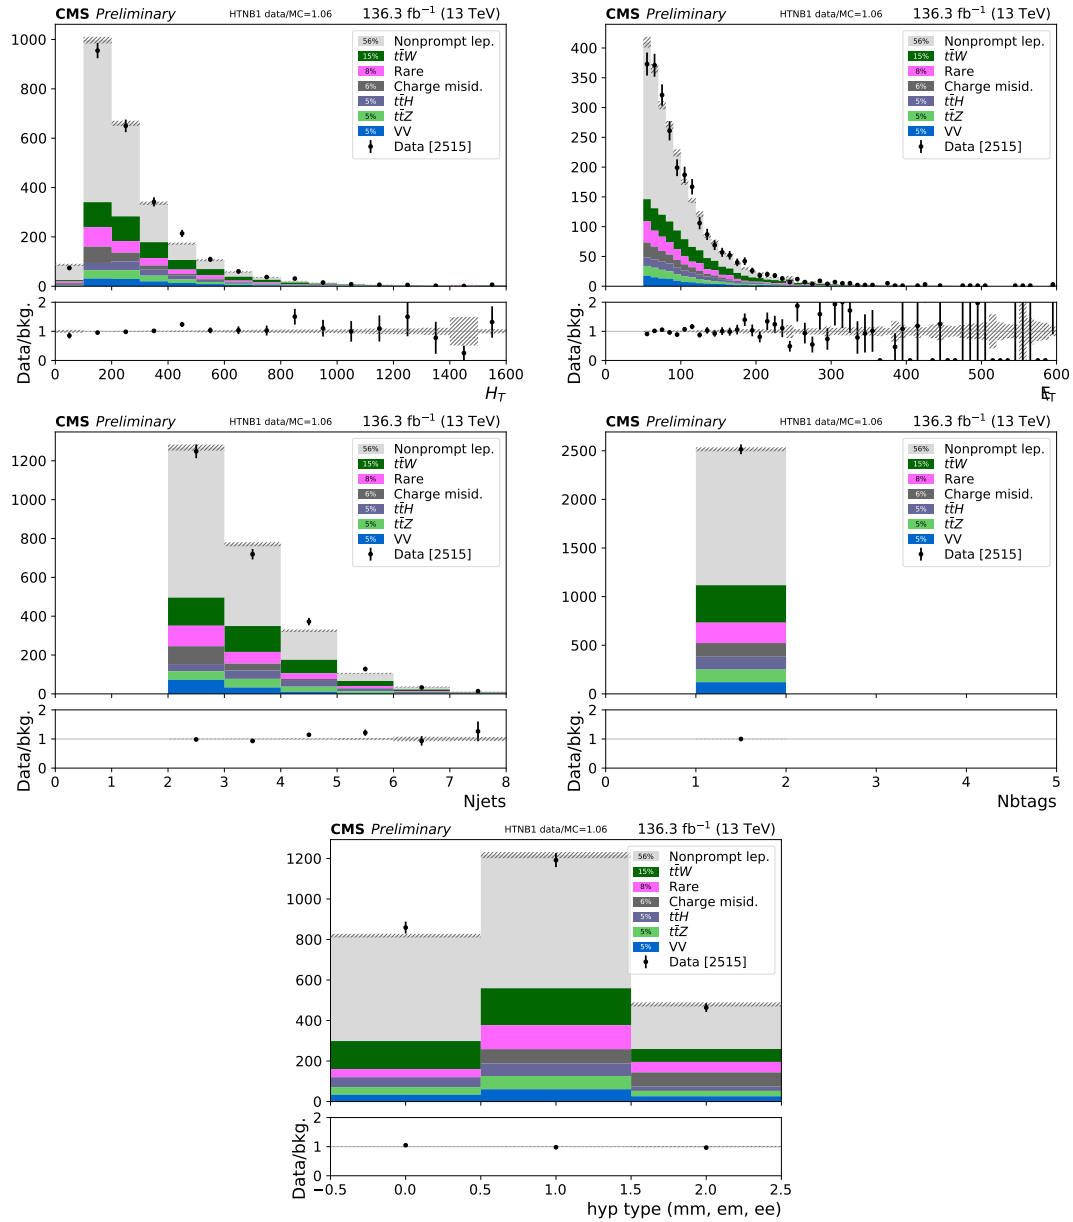 CMS Preliminary HTNB1 data/MC=1.06 136.3 fb⁻¹ (13 TeV)
1000
800
600
400
200
0
56% Nonprompt lep.
15% tt̄W
8% Rare
6% Charge misid.
5% tt̄H
5% tt̄Z
5% VV
Data [2515]
Data/bkg.
2
1
0
0 200 400 600 800 1000 1200 1400 1600
H_T
CMS Preliminary HTNB1 data/MC=1.06 136.3 fb⁻¹ (13 TeV)
400
350
300
250
200
150
100
50
0
56% Nonprompt lep.
15% tt̄W
8% Rare
6% Charge misid.
5% tt̄H
5% tt̄Z
5% VV
Data [2515]
Data/bkg.
2
1
0
0 100 200 300 400 500 600
CMS Preliminary HTNB1 data/MC=1.06 136.3 fb⁻¹ (13 TeV)
1200
1000
800
600
400
200
0
56% Nonprompt lep.
15% tt̄W
8% Rare
6% Charge misid.
5% tt̄H
5% tt̄Z
5% VV
Data [2515]
Data/bkg.
2
1
0
0 1 2 3 4 5 6 7 8
Njets
CMS Preliminary HTNB1 data/MC=1.06 136.3 fb⁻¹ (13 TeV)
2500
2000
1500
1000
500
0
56% Nonprompt lep.
15% tt̄W
8% Rare
6% Charge misid.
5% tt̄H
5% tt̄Z
5% VV
Data [2515]
Data/bkg.
2
1
0
0 1 2 3 4 5
Nbtags
CMS Preliminary HTNB1 data/MC=1.06 136.3 fb⁻¹ (13 TeV)
1200
1000
800
600
400
200
0
56% Nonprompt lep.
15% tt̄W
8% Rare
6% Charge misid.
5% tt̄H
5% tt̄Z
5% VV
Data [2515]
Data/bkg.
2
1
0
−0.5 0.0 0.5 1.0 1.5 2.0 2.5
hyp type (mm, em, ee)